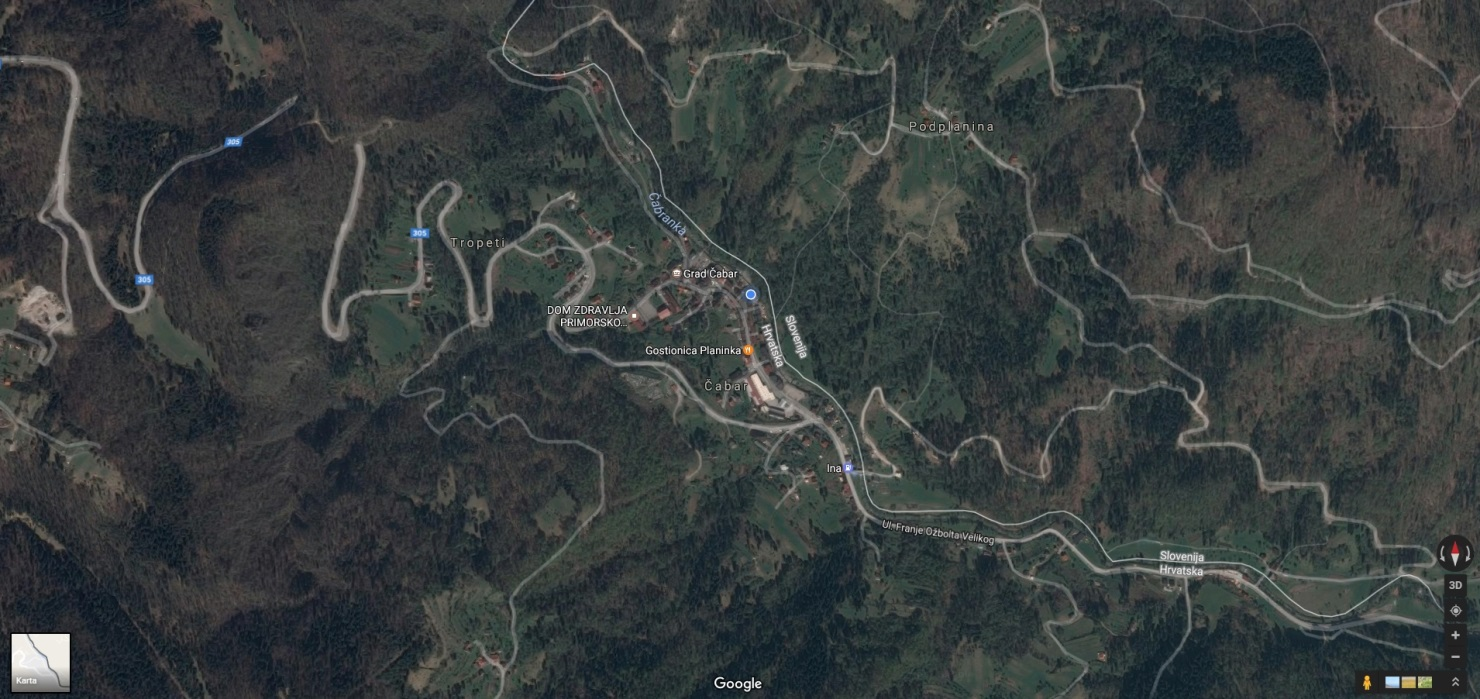 Podplanina
305
Čabranka
305
Tropeti
Grad Čabar
305
DOM ZDRAVLJA
PRIMORSKO...
Slovenija
Hrvatska
Gostionica Planinka
Čabar
Ina
Ul. Franje Ožbolta Velikog
Slovenija
Hrvatska
3D
Karta
Google